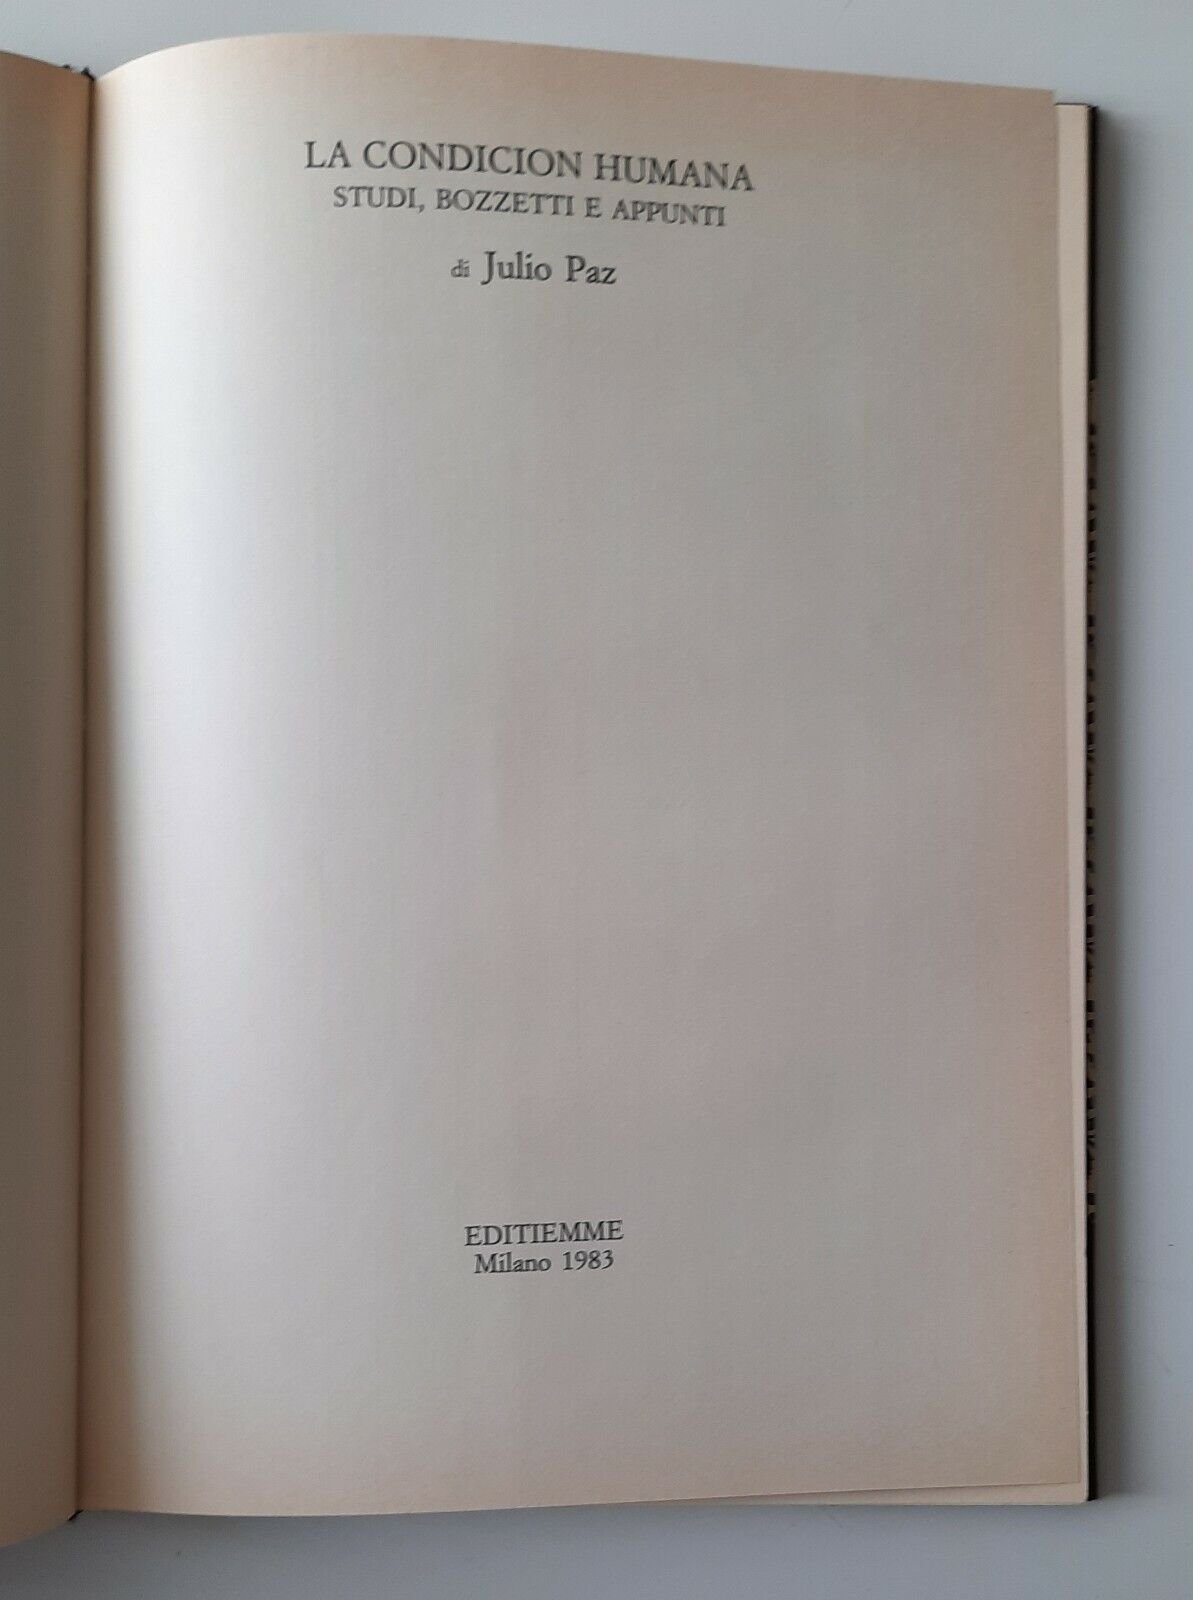 LA CONDICION HUMANA
STUDI, BOZZETTI E APPUNTI
di Julio Paz
EDITIEMME
Milano 1983